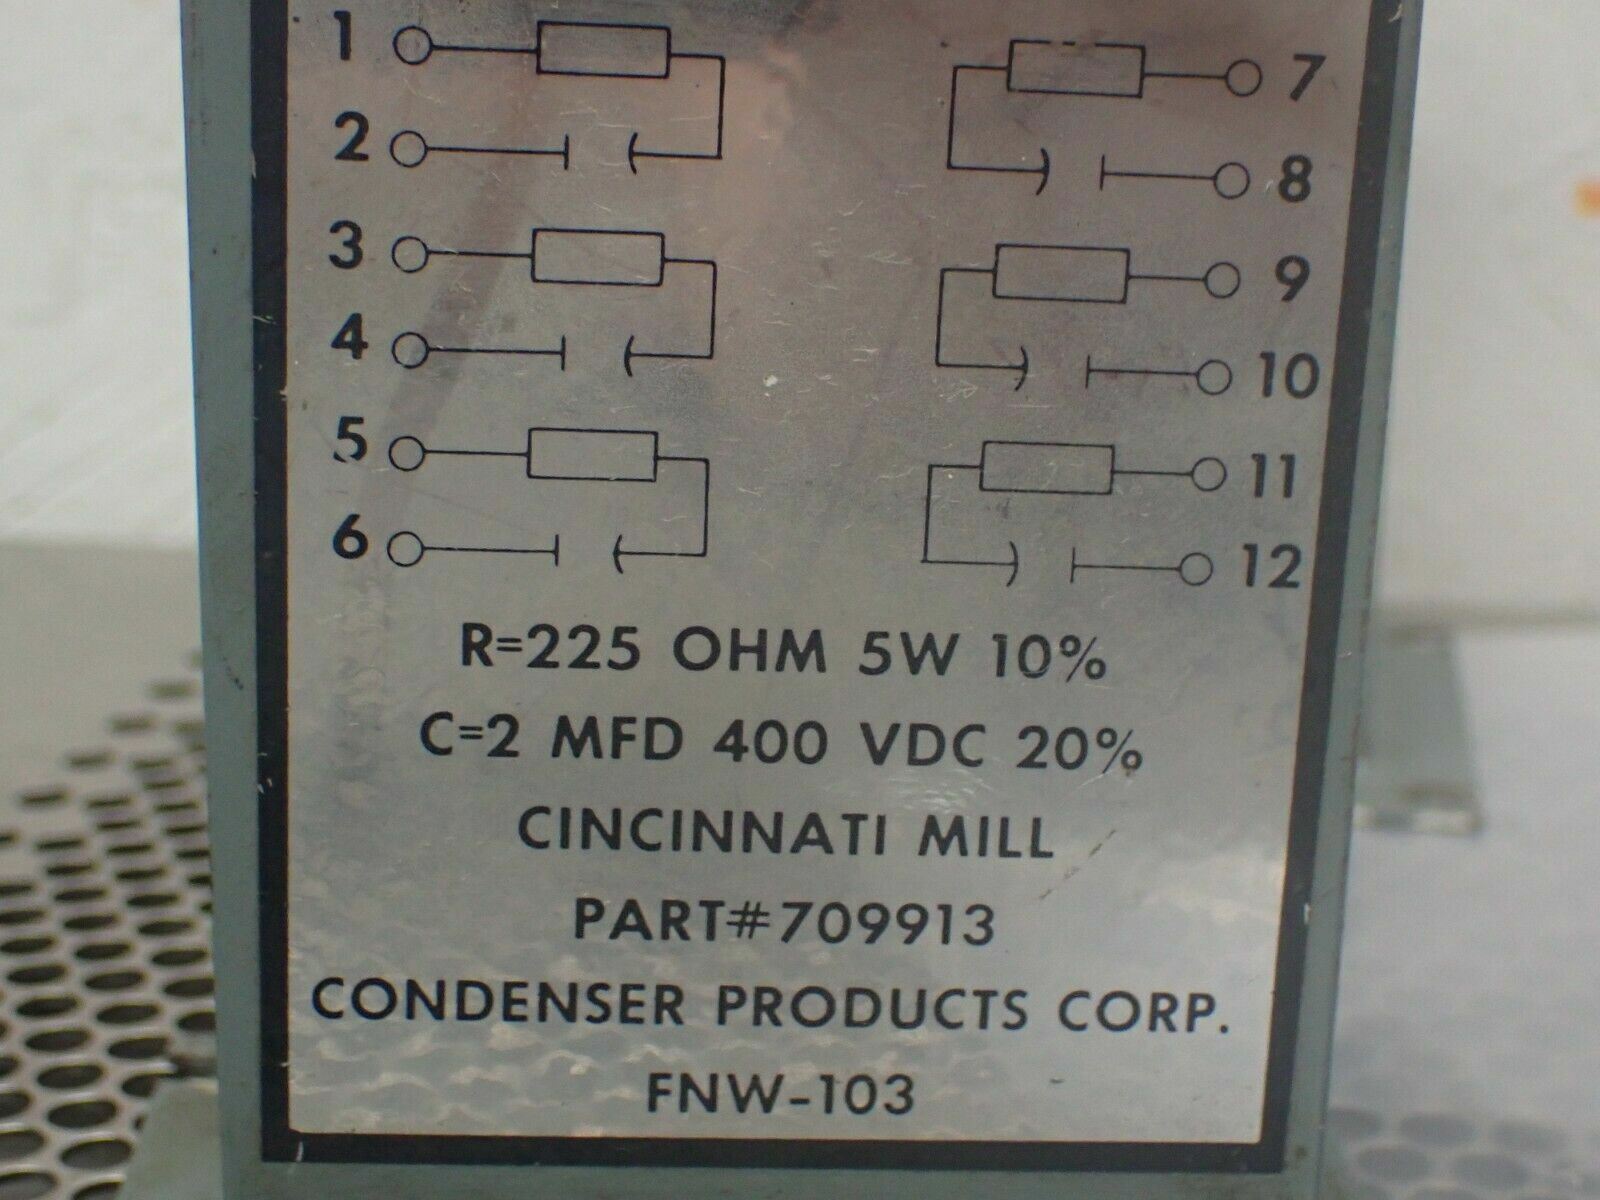 1 7
2 8
3 9
4 10
5 11
6 12
R=225 OHM 5W 10%
C=2 MFD 400 VDC 20%
CINCINNATI MILL
PART#709913
CONDENSER PRODUCTS CORP.
FNW-103